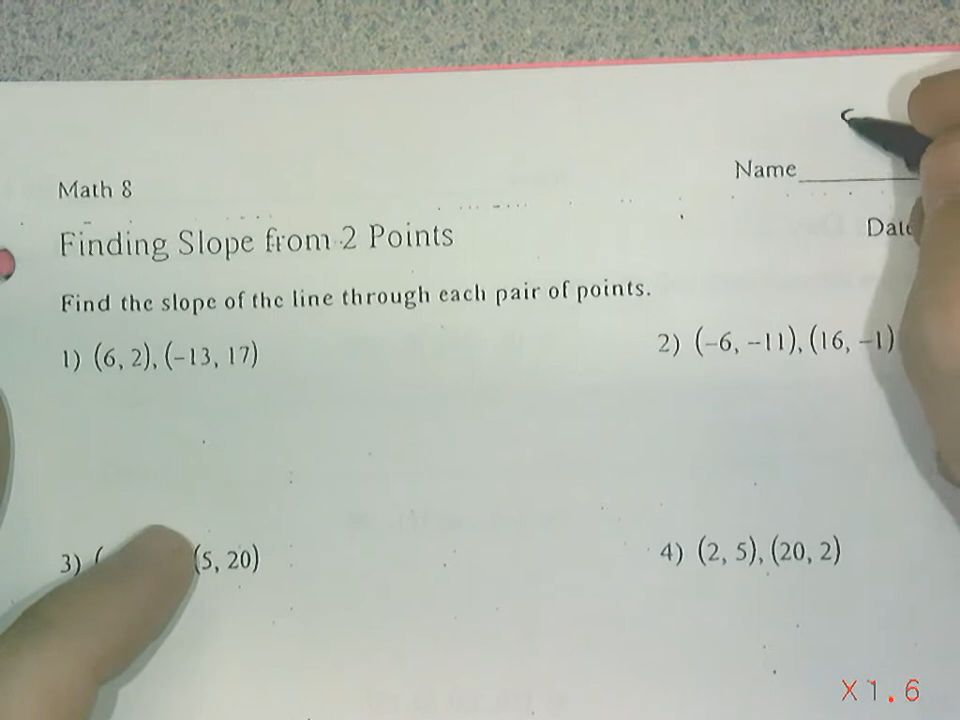 Name
Math 8
Finding Slope from 2 Points
Date
Find the slope of the line through each pair of points.
1) (6, 2), (−13, 17)
2) (−6, −11), (16, −1)
3) ( (5, 20)
4) (2, 5), (20, 2)
X1.6